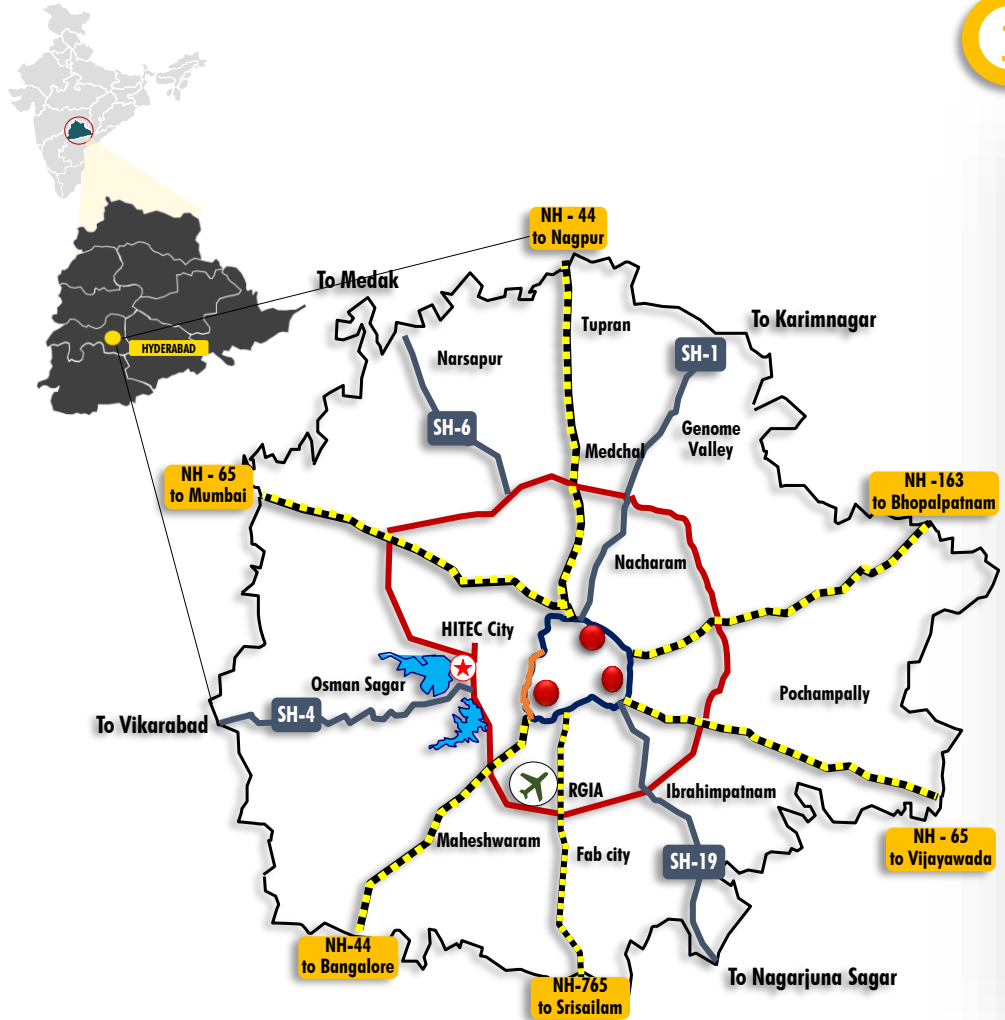 NH - 44
to Nagpur
To Medak
Tupran
To Karimnagar
HYDERABAD
Narsapur
SH-1
SH-6
Genome
Valley
Medchal
NH - 65
to Mumbai
NH -163
to Bhopalpatnam
Nacharam
HITEC City
Osman Sagar
Pochampally
SH-4
To Vikarabad
RGIA
Ibrahimpatnam
Maheshwaram
Fab city
SH-19
NH - 65
to Vijayawada
NH-44
to Bangalore
NH-765
to Srisailam
To Nagarjuna Sagar